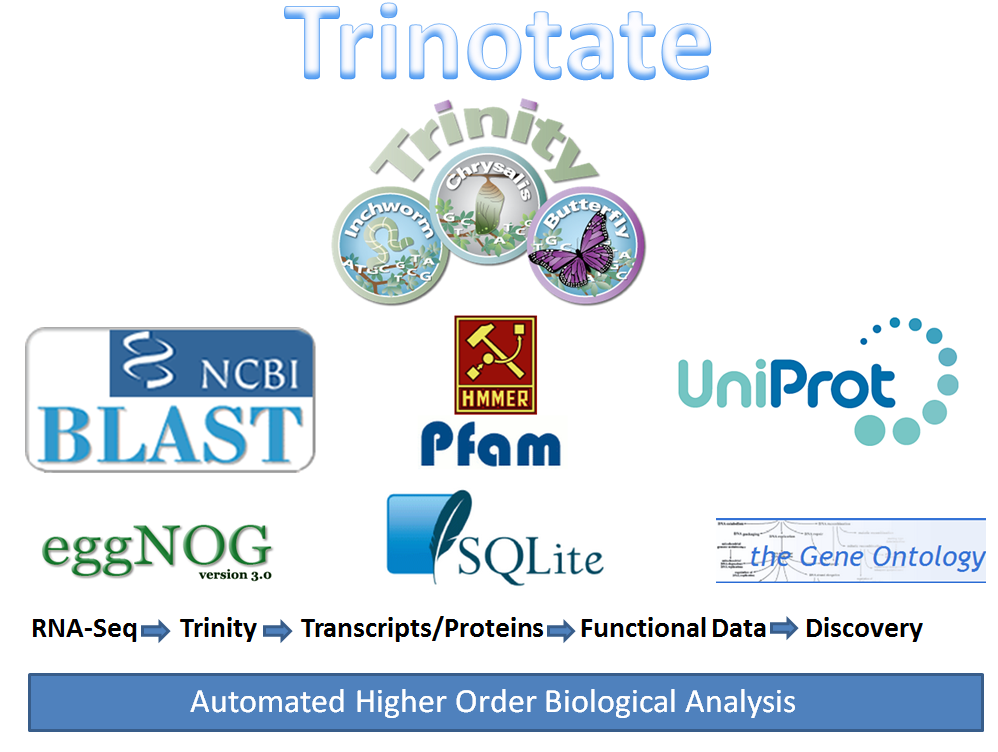 Trinotate
Trinity
Chrysalis
Inchworm
Butterfly
NCBI
BLAST
HMMER
Pfam
UniProt
eggNOG
version 3.0
SQLite
the Gene Ontology
RNA-Seq Trinity Transcripts/Proteins Functional Data Discovery
Automated Higher Order Biological Analysis